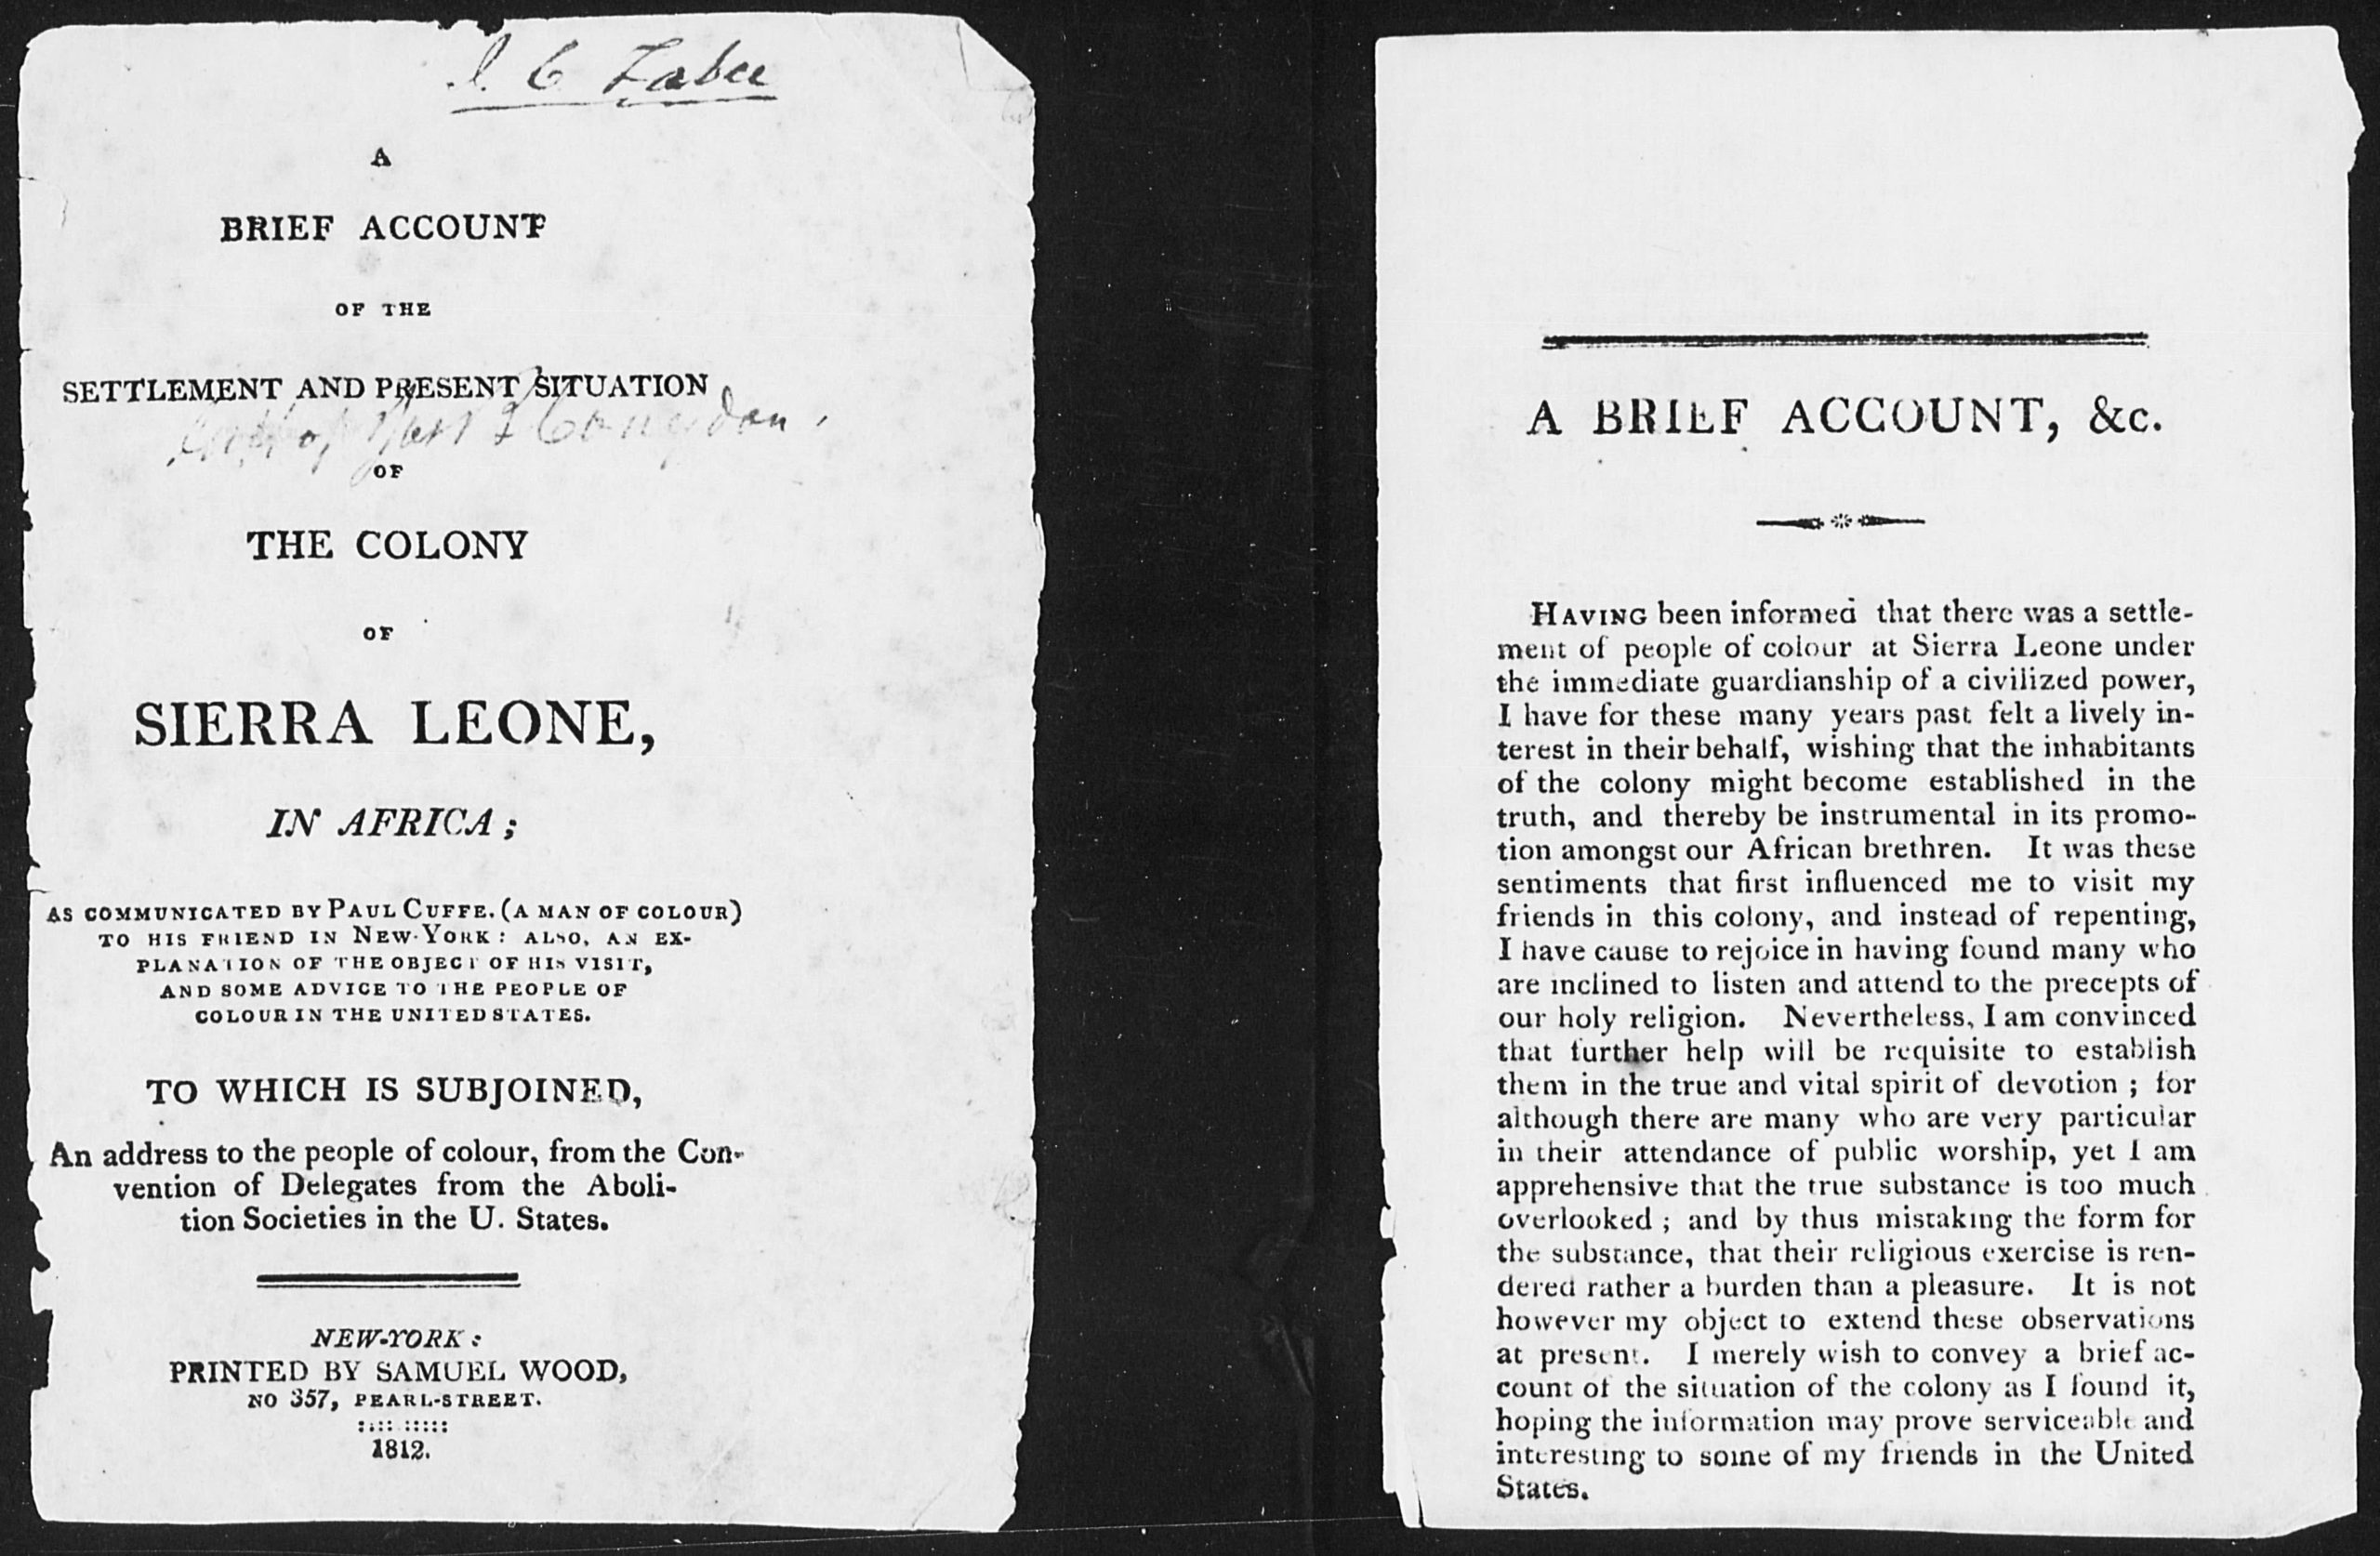 A
BRIEF ACCOUNT
OF THE
SETTLEMENT AND PRESENT SITUATION
OF
THE COLONY
OF
SIERRA LEONE,
IN AFRICA;
AS COMMUNICATED BY PAUL CUFFE. (A MAN OF COLOUR)
TO HIS FRIEND IN NEW-YORK: ALSO, AN EX-
PLANATION OF THE OBJECT OF HIS VISIT,
AND SOME ADVICE TO THE PEOPLE OF
COLOUR IN THE UNITED STATES.
TO WHICH IS SUBJOINED,
An address to the people of colour, from the Con-
vention of Delegates from the Aboli-
tion Societies in the U. States.
NEW-YORK:
PRINTED BY SAMUEL WOOD,
NO 357, PEARL-STREET.
1812.
A BRIEF ACCOUNT, &c.
HAVING been informed that there was a settle-
ment of people of colour at Sierra Leone under
the immediate guardianship of a civilized power,
I have for these many years past felt a lively in-
terest in their behalf, wishing that the inhabitants
of the colony might become established in the
truth, and thereby be instrumental in its promo-
tion amongst our African brethren. It was these
sentiments that first influenced me to visit my
friends in this colony, and instead of repenting,
I have cause to rejoice in having found many who
are inclined to listen and attend to the precepts of
our holy religion. Nevertheless, I am convinced
that further help will be requisite to establish
them in the true and vital spirit of devotion; for
although there are many who are very particular
in their attendance of public worship, yet I am
apprehensive that the true substance is too much
overlooked; and by thus mistaking the form for
the substance, that their religious exercise is ren-
dered rather a burden than a pleasure. It is not
however my object to extend these observations
at present. I merely wish to convey a brief ac-
count of the situation of the colony as I found it,
hoping the information may prove serviceable and
interesting to some of my friends in the United
States.